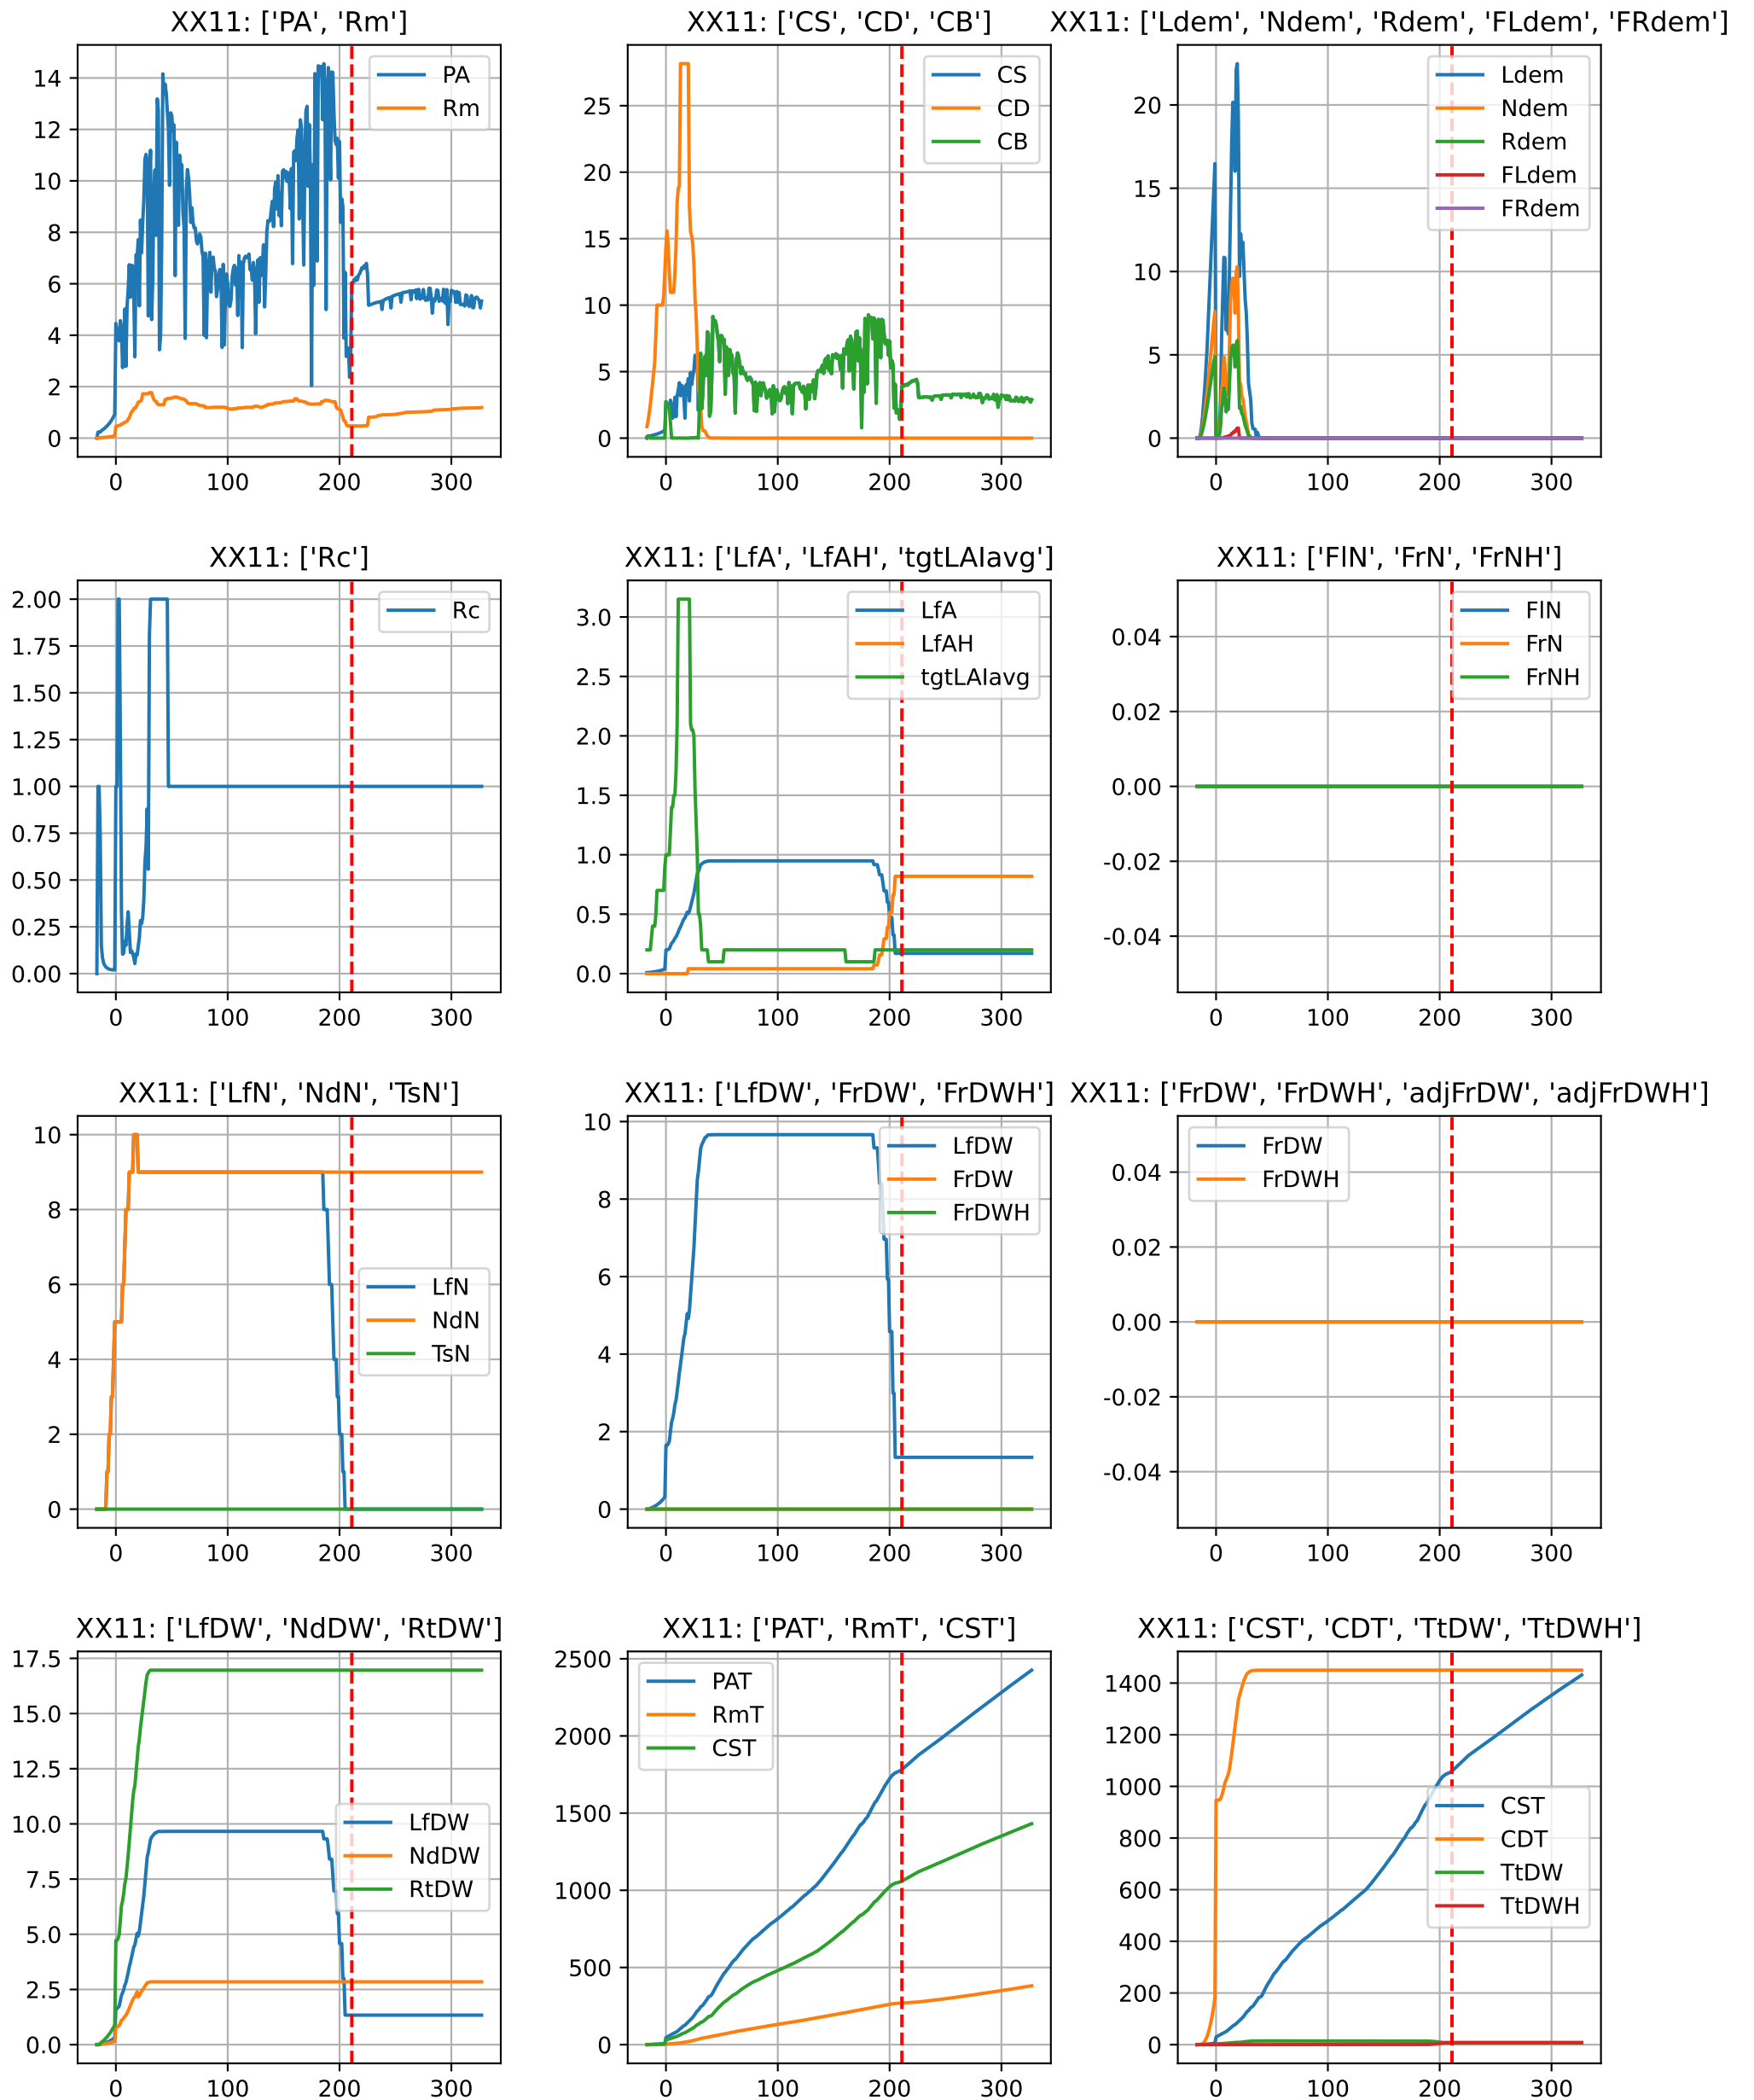 XX11: ['PA', 'Rm']
14
12
10
8
6
4
2
0
0 100 200 300
PA
Rm
XX11: ['CS', 'CD', 'CB']
25
20
15
10
5
0
0 100 200 300
CS
CD
CB
XX11: ['Ldem', 'Ndem', 'Rdem', 'FLdem', 'FRdem']
20
15
10
5
0
0 100 200 300
Ldem
Ndem
Rdem
FLdem
FRdem
XX11: ['Rc']
2.00
1.75
1.50
1.25
1.00
0.75
0.50
0.25
0.00
0 100 200 300
Rc
XX11: ['LfA', 'LfAH', 'tgtLAIavg']
3.0
2.5
2.0
1.5
1.0
0.5
0.0
0 100 200 300
LfA
LfAH
tgtLAIavg
XX11: ['FlN', 'FrN', 'FrNH']
0.04
0.02
0.00
-0.02
-0.04
0 100 200 300
FlN
FrN
FrNH
XX11: ['LfN', 'NdN', 'TsN']
10
8
6
4
2
0
0 100 200 300
LfN
NdN
TsN
XX11: ['LfDW', 'FrDW', 'FrDWH']
10
8
6
4
2
0
0 100 200 300
LfDW
FrDW
FrDWH
XX11: ['FrDW', 'FrDWH', 'adjFrDW', 'adjFrDWH']
0.04
0.02
0.00
-0.02
-0.04
0 100 200 300
FrDW
FrDWH
XX11: ['LfDW', 'NdDW', 'RtDW']
17.5
15.0
12.5
10.0
7.5
5.0
2.5
0.0
0 100 200 300
LfDW
NdDW
RtDW
XX11: ['PAT', 'RmT', 'CST']
2500
2000
1500
1000
500
0
0 100 200 300
PAT
RmT
CST
XX11: ['CST', 'CDT', 'TtDW', 'TtDWH']
1400
1200
1000
800
600
400
200
0
0 100 200 300
CST
CDT
TtDW
TtDWH